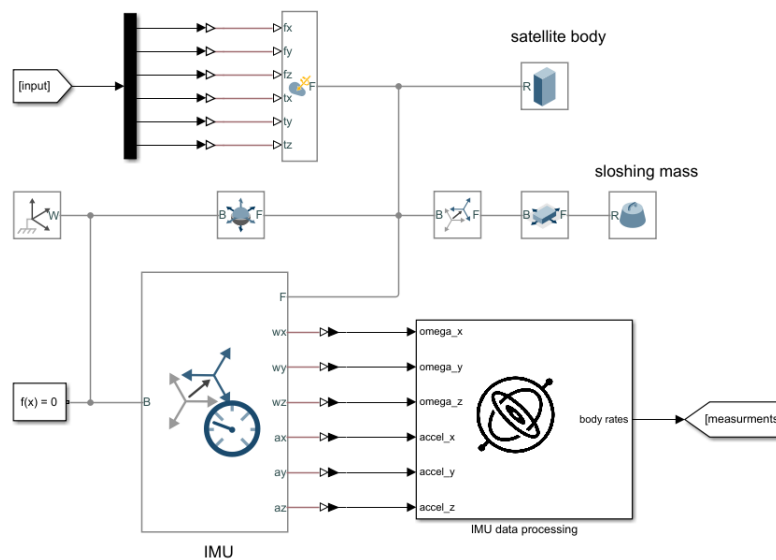 satellite body
fx
fy
fz
tx
ty
tz
F
[input]
R
sloshing mass
W
B F
B F
B F
R
F
wx
wy
wz
ax
ay
az
B
f(x) = 0
IMU
omega_x
omega_y
omega_z
accel_x
accel_y
accel_z
body rates
IMU data processing
[measurments